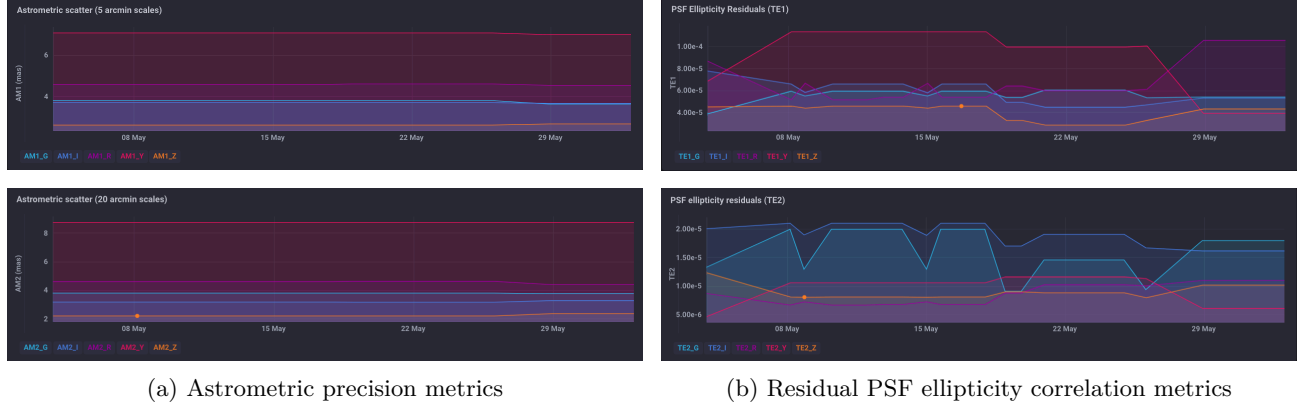 Astrometric scatter (5 arcmin scales)
AM1 (mas)
6
4
08 May
15 May
22 May
29 May
AM1_G AM1_I AM1_R AM1_Y AM1_Z
Astrometric scatter (20 arcmin scales)
AM2 (mas)
8
6
4
2
08 May
15 May
22 May
29 May
AM2_G AM2_I AM2_R AM2_Y AM2_Z
(a) Astrometric precision metrics
PSF Ellipticity Residuals (TE1)
TE1
1.00e-4
8.00e-5
6.00e-5
4.00e-5
08 May
15 May
22 May
29 May
TE1_G TE1_I TE1_R TE1_Y TE1_Z
PSF ellipticity residuals (TE2)
TE2
2.00e-5
1.50e-5
1.00e-5
5.00e-6
08 May
15 May
22 May
29 May
TE2_G TE2_I TE2_R TE2_Y TE2_Z
(b) Residual PSF ellipticity correlation metrics